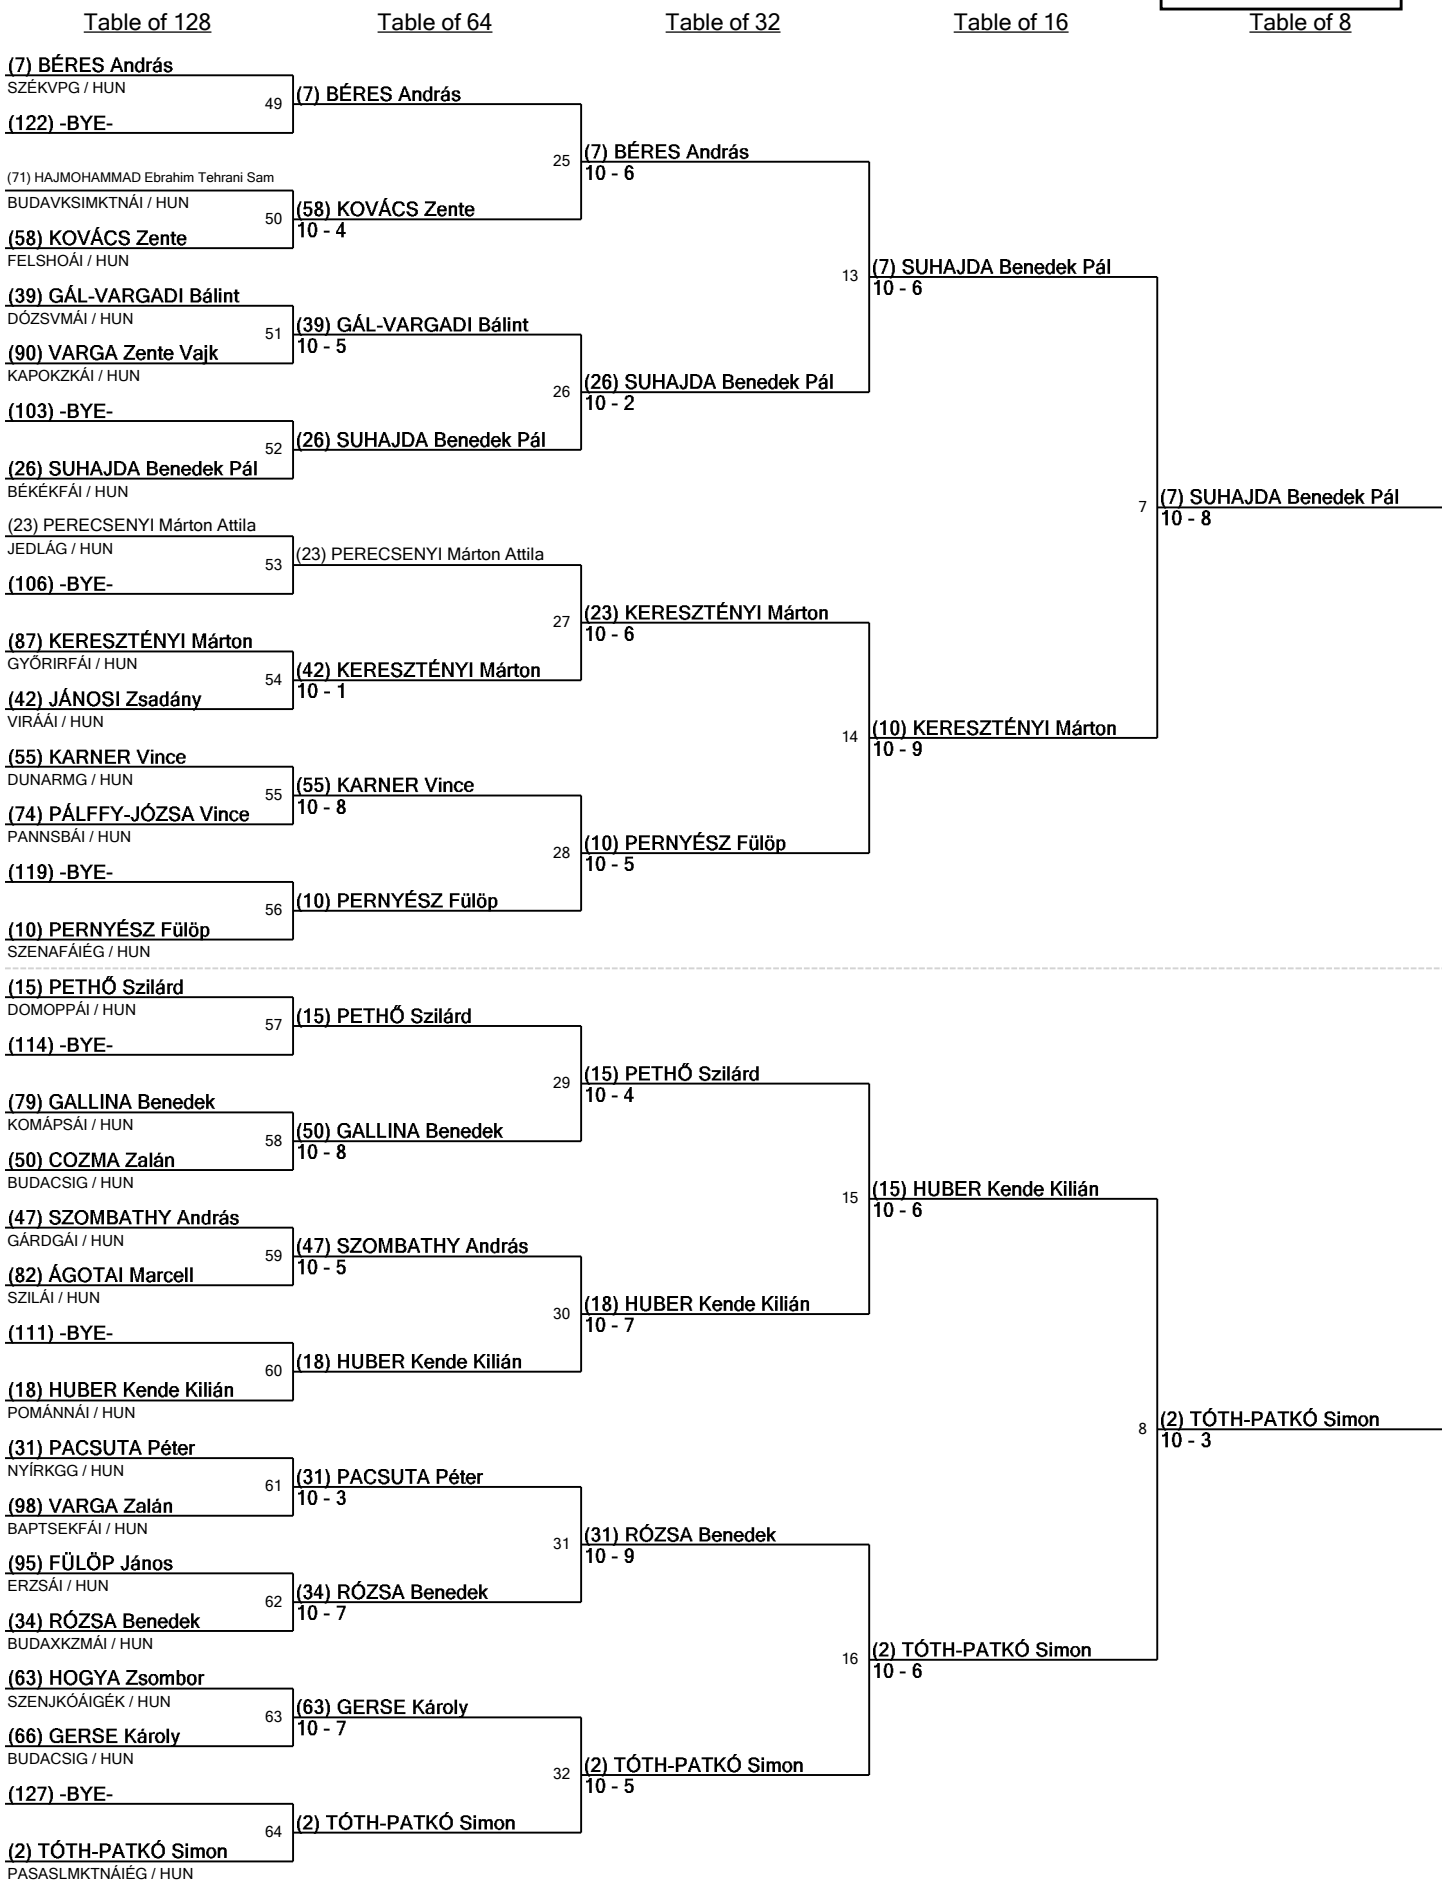 Table of 128
Table of 64
Table of 32
Table of 16
Table of 8
(7) BÉRES András
SZÉKVPG / HUN
49
(122) -BYE-
(71) HAJMOHAMMAD Ebrahim Tehrani Sam
BUDAVKSIMKTNÁI / HUN
50
(58) KOVÁCS Zente
FELSHOÁI / HUN
(39) GÁL-VARGADI Bálint
DÓZSVMÁI / HUN
51
(90) VARGA Zente Vajk
KAPOKZKÁI / HUN
(103) -BYE-
52
(26) SUHAJDA Benedek Pál
BÉKÉKFÁI / HUN
(23) PERECSENYI Márton Attila
JEDLÁG / HUN
53
(106) -BYE-
(87) KERESZTÉNYI Márton
GYŐRIRFÁI / HUN
54
(42) JÁNOSI Zsadány
VIRÁÁI / HUN
(55) KARNER Vince
DUNARMG / HUN
55
(74) PÁLFFY-JÓZSA Vince
PANNSBÁI / HUN
(119) -BYE-
56
(10) PERNYÉSZ Fülöp
SZENAFÁIÉG / HUN
(15) PETHŐ Szilárd
DOMOPPÁI / HUN
57
(114) -BYE-
(79) GALLINA Benedek
KOMÁPSÁI / HUN
58
(50) COZMA Zalán
BUDACSIG / HUN
(47) SZOMBATHY András
GÁRDGÁI / HUN
59
(82) ÁGOTAI Marcell
SZILÁI / HUN
(111) -BYE-
60
(18) HUBER Kende Kilián
POMÁNNÁI / HUN
(31) PACSUTA Péter
NYÍRKGG / HUN
61
(98) VARGA Zalán
BAPTSEKFÁI / HUN
(95) FÜLÖP János
ERZSÁI / HUN
62
(34) RÓZSA Benedek
BUDAXKZMÁI / HUN
(63) HOGYA Zsombor
SZENJKÓÁIGÉK / HUN
63
(66) GERSE Károly
BUDACSIG / HUN
(127) -BYE-
64
(2) TÓTH-PATKÓ Simon
PASASLMKTNÁIÉG / HUN
(7) BÉRES András
25
(58) KOVÁCS Zente
10 - 4
(39) GÁL-VARGADI Bálint
10 - 5
26
(26) SUHAJDA Benedek Pál
(23) PERECSENYI Márton Attila
27
(42) KERESZTÉNYI Márton
10 - 1
(55) KARNER Vince
10 - 8
28
(10) PERNYÉSZ Fülöp
(15) PETHŐ Szilárd
29
(50) GALLINA Benedek
10 - 8
(47) SZOMBATHY András
10 - 5
30
(18) HUBER Kende Kilián
(31) PACSUTA Péter
10 - 3
31
(34) RÓZSA Benedek
10 - 7
(63) GERSE Károly
10 - 7
32
(2) TÓTH-PATKÓ Simon
(7) BÉRES András
10 - 6
13
(26) SUHAJDA Benedek Pál
10 - 2
(23) KERESZTÉNYI Márton
10 - 6
14
(10) PERNYÉSZ Fülöp
10 - 5
(15) PETHŐ Szilárd
10 - 4
15
(18) HUBER Kende Kilián
10 - 7
(31) RÓZSA Benedek
10 - 9
16
(2) TÓTH-PATKÓ Simon
10 - 5
(7) SUHAJDA Benedek Pál
10 - 6
7
(10) KERESZTÉNYI Márton
10 - 9
(15) HUBER Kende Kilián
10 - 6
8
(2) TÓTH-PATKÓ Simon
10 - 6
(7) SUHAJDA Benedek Pál
10 - 8
(2) TÓTH-PATKÓ Simon
10 - 3